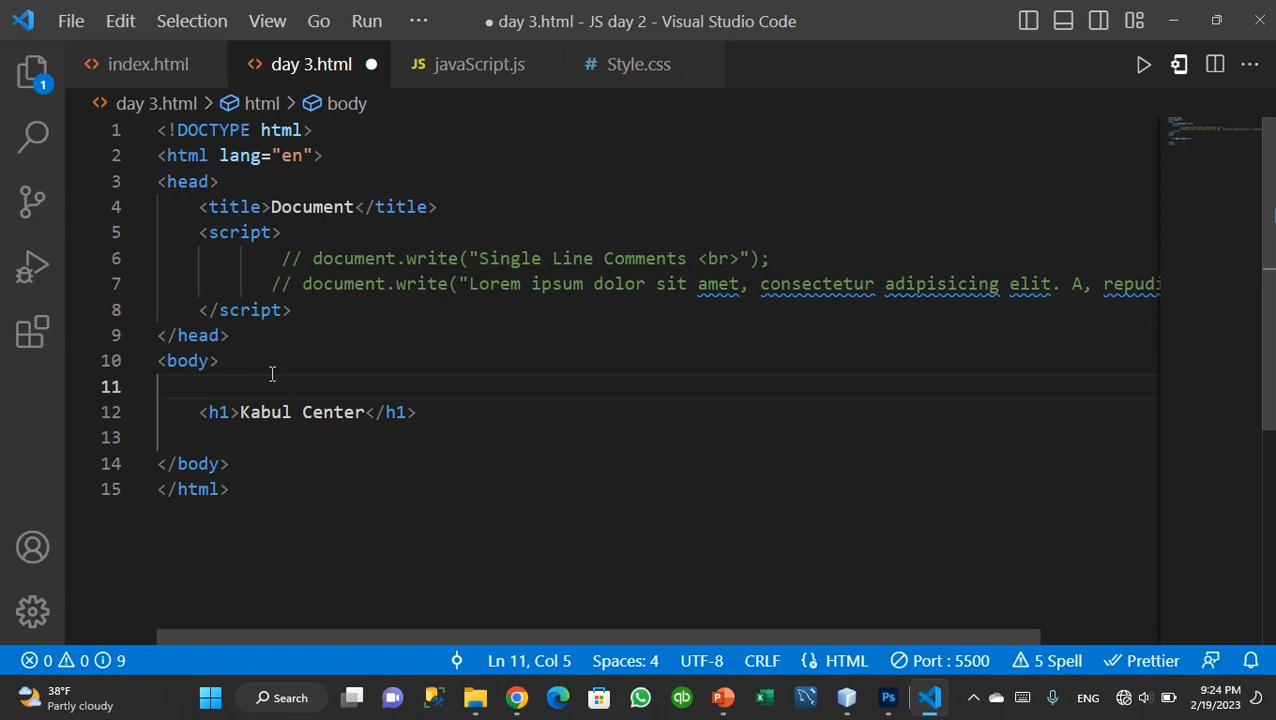 File Edit Selection View Go Run ··· ● day 3.html - JS day 2 - Visual Studio Code
index.html day 3.html ● JS javaScript.js # Style.css
day 3.html > html > body
1 <!DOCTYPE html>
2 <html lang="en">
3 <head>
4 <title>Document</title>
5 <script>
6 // document.write("Single Line Comments <br>");
7 // document.write("Lorem ipsum dolor sit amet, consectetur adipisicing elit. A, repudi
8 </script>
9 </head>
10 <body>
11
12 <h1>Kabul Center</h1>
13
14 </body>
15 </html>
1
0 0 9 Ln 11, Col 5 Spaces: 4 UTF-8 CRLF HTML Port : 5500 5 Spell Prettier
38°F
Partly cloudy
Search
ENG
9:24 PM
2/19/2023